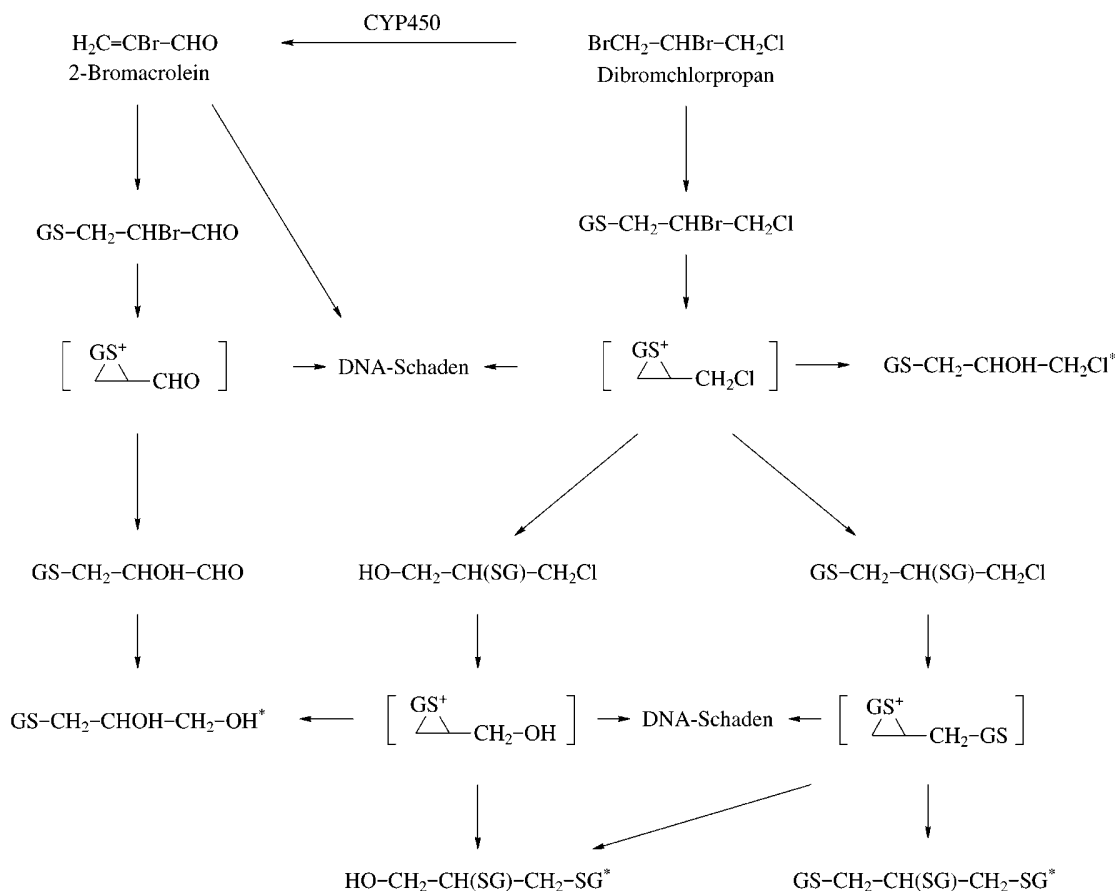 CYP450
H₂C=CBr–CHO
BrCH₂–CHBr–CH₂Cl
2-Bromacrolein
Dibromchlorpropan
GS–CH₂–CHBr–CHO
GS–CH₂–CHBr–CH₂Cl
[ GS⁺ CHO ]
DNA-Schaden
[ GS⁺ CH₂Cl ]
GS–CH₂–CHOH–CH₂Cl*
GS–CH₂–CHOH–CHO
HO–CH₂–CH(SG)–CH₂Cl
GS–CH₂–CH(SG)–CH₂Cl
GS–CH₂–CHOH–CH₂–OH*
[ GS⁺ CH₂–OH ]
DNA-Schaden
[ GS⁺ CH₂–GS ]
HO–CH₂–CH(SG)–CH₂–SG*
GS–CH₂–CH(SG)–CH₂–SG*